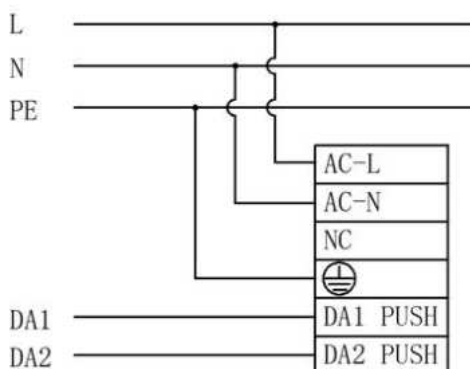 L
N
PE
AC-L
AC-N
NC
DA1 DA1 PUSH
DA2 DA2 PUSH